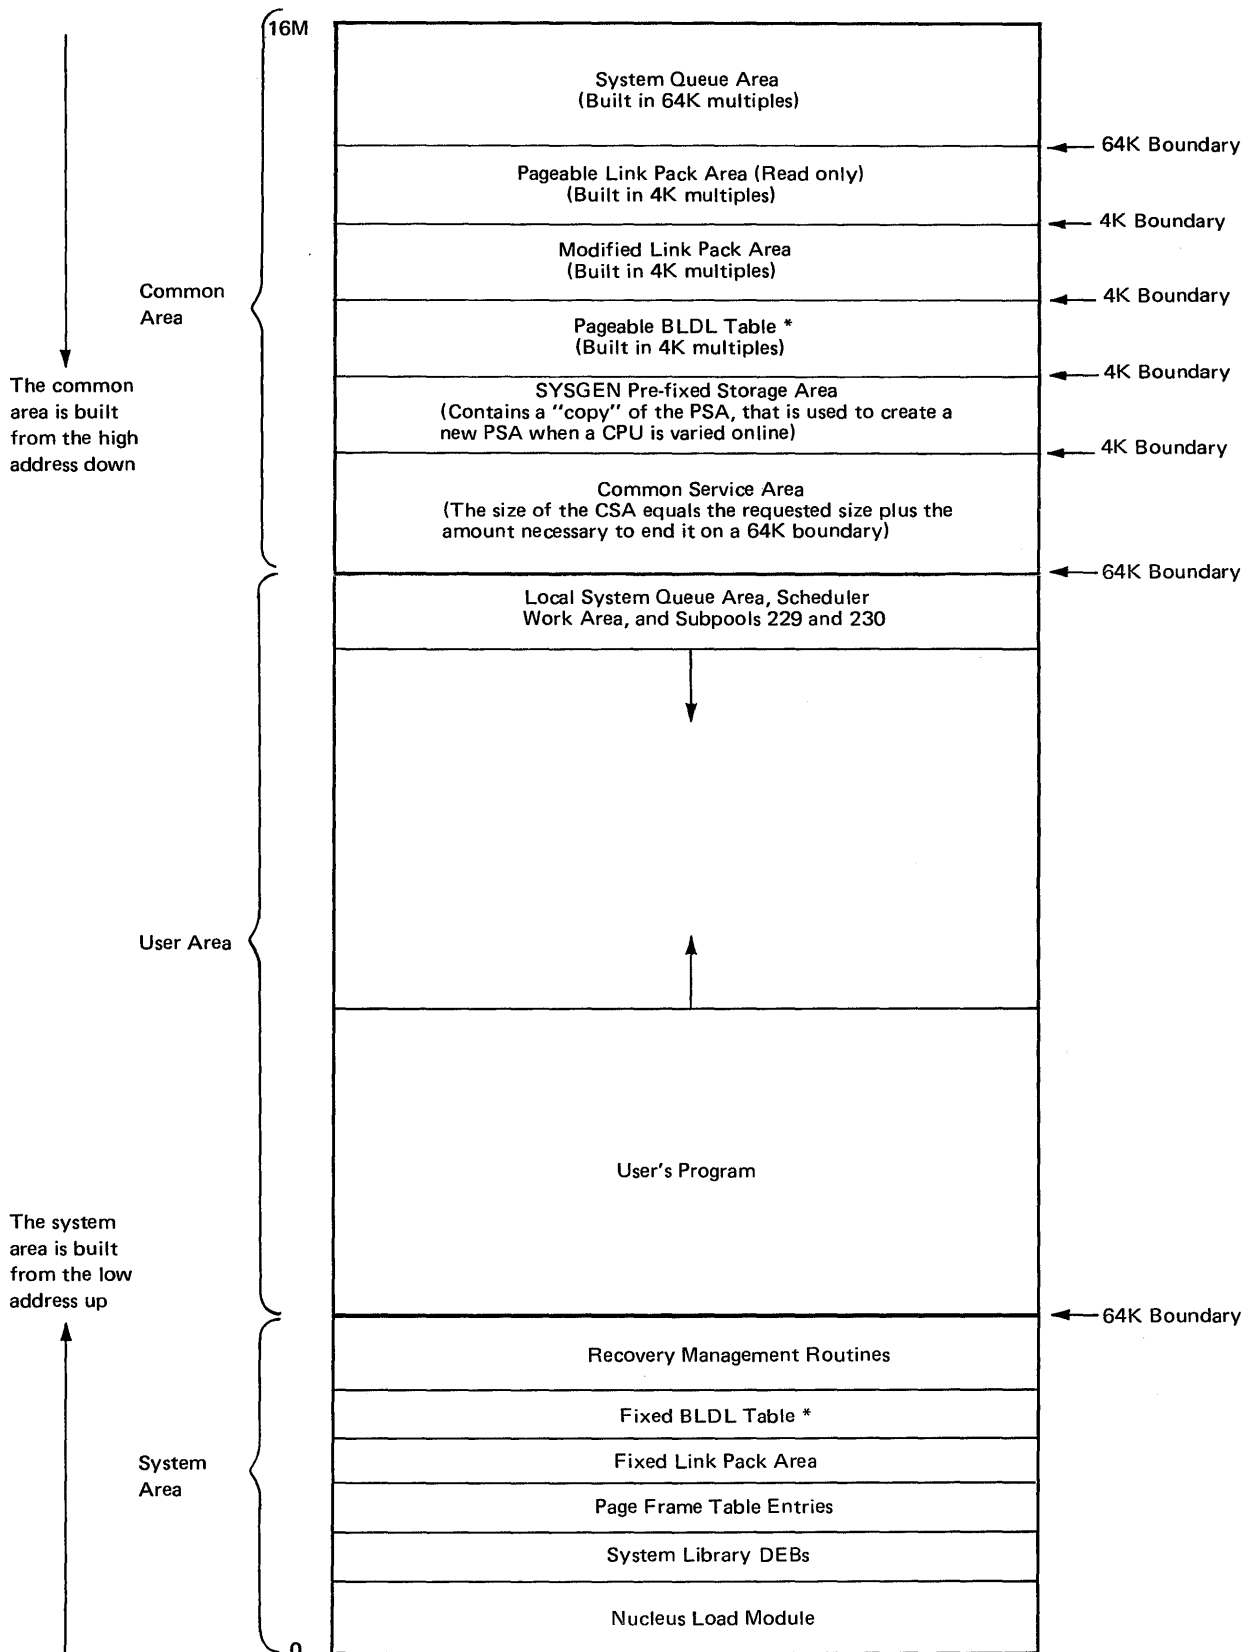 16M
System Queue Area
(Built in 64K multiples)
64K Boundary
Pageable Link Pack Area (Read only)
(Built in 4K multiples)
4K Boundary
Modified Link Pack Area
(Built in 4K multiples)
Common
Area
4K Boundary
Pageable BLDL Table *
(Built in 4K multiples)
4K Boundary
The common
area is built
from the high
address down
SYSGEN Pre-fixed Storage Area
(Contains a "copy" of the PSA, that is used to create a
new PSA when a CPU is varied online)
4K Boundary
Common Service Area
(The size of the CSA equals the requested size plus the
amount necessary to end it on a 64K boundary)
64K Boundary
Local System Queue Area, Scheduler
Work Area, and Subpools 229 and 230
User Area
User's Program
The system
area is built
from the low
address up
64K Boundary
Recovery Management Routines
Fixed BLDL Table *
System
Area
Fixed Link Pack Area
Page Frame Table Entries
System Library DEBs
Nucleus Load Module
0